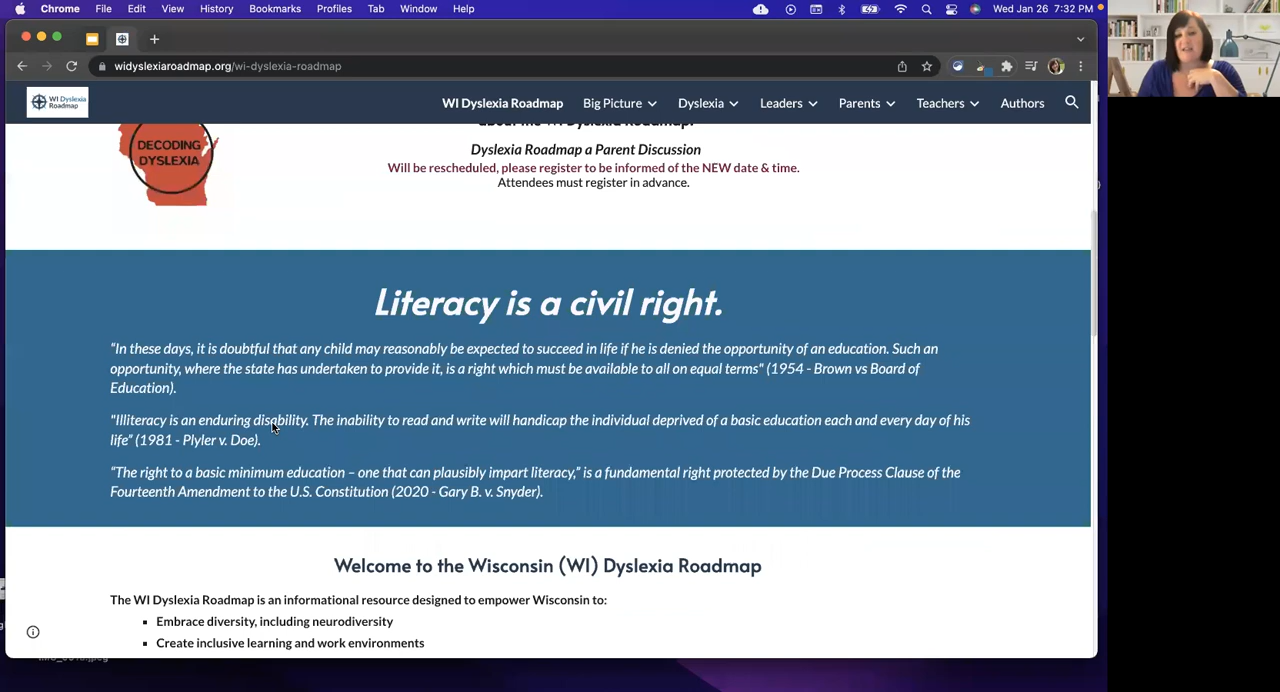 Chrome File Edit View History Bookmarks Profiles Tab Window Help Wed Jan 26 7:32 PM
widyslexiaroadmap.org/wi-dyslexia-roadmap
WI Dyslexia
Roadmap
WI Dyslexia Roadmap Big Picture Dyslexia Leaders Parents Teachers Authors
about the WI Dyslexia Roadmap.
DECODING
DYSLEXIA
Dyslexia Roadmap a Parent Discussion
Will be rescheduled, please register to be informed of the NEW date & time.
Attendees must register in advance.
Literacy is a civil right.
"In these days, it is doubtful that any child may reasonably be expected to succeed in life if he is denied the opportunity of an education. Such an
opportunity, where the state has undertaken to provide it, is a right which must be available to all on equal terms" (1954 - Brown vs Board of
Education).
"Illiteracy is an enduring disability. The inability to read and write will handicap the individual deprived of a basic education each and every day of his
life" (1981 - Plyler v. Doe).
"The right to a basic minimum education – one that can plausibly impart literacy," is a fundamental right protected by the Due Process Clause of the
Fourteenth Amendment to the U.S. Constitution (2020 - Gary B. v. Snyder).
Welcome to the Wisconsin (WI) Dyslexia Roadmap
The WI Dyslexia Roadmap is an informational resource designed to empower Wisconsin to:
▪ Embrace diversity, including neurodiversity
▪ Create inclusive learning and work environments